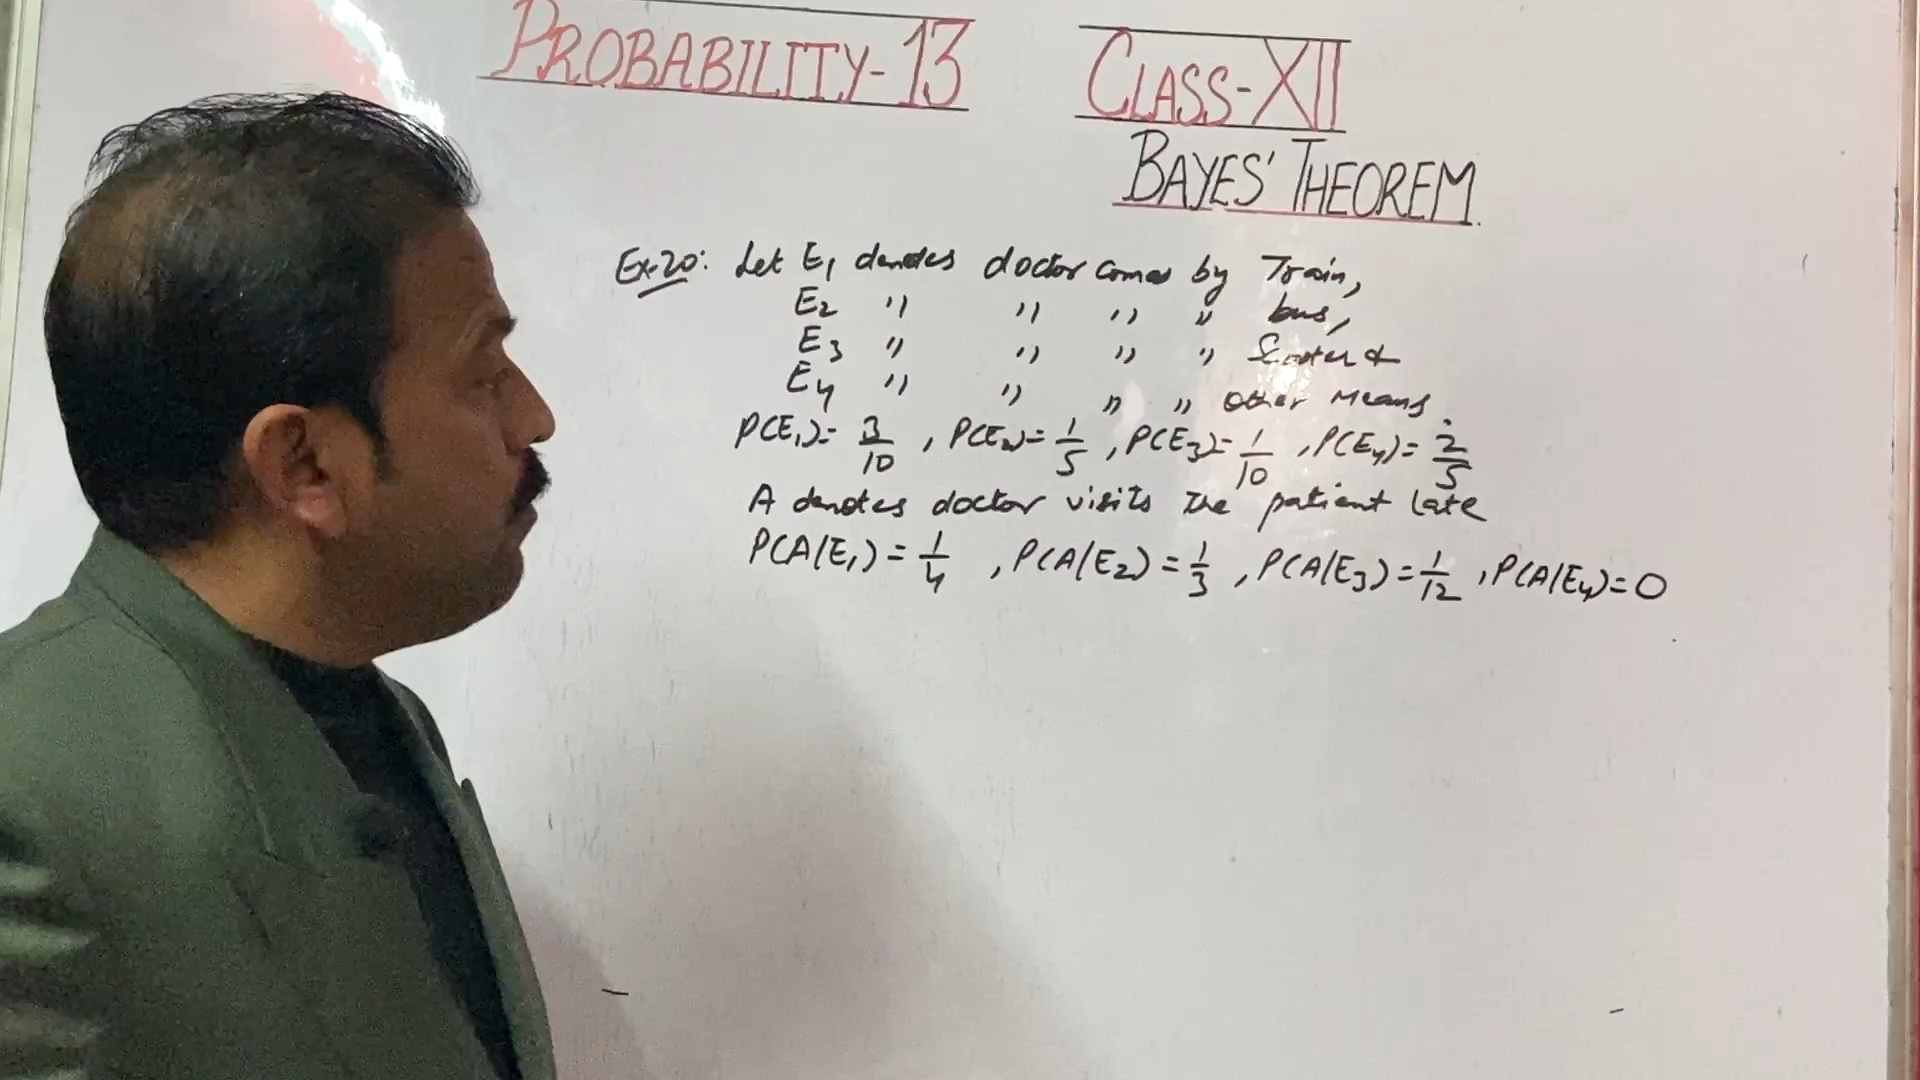 PROBABILITY-13 CLASS-XII
BAYES' THEOREM
Ex-20: Let E1 denotes doctor comes by Train,
E2 " " " " bus,
E3 " " " " Scooter &
E4 " " " " other means.
P(E1)= 3/10 , P(E2)= 1/5 , P(E3)= 1/10 , P(E4)= 2/5
A denotes doctor visits the patient late
P(A/E1) = 1/4 , P(A/E2) = 1/3 , P(A/E3) = 1/12 , P(A/E4)= 0